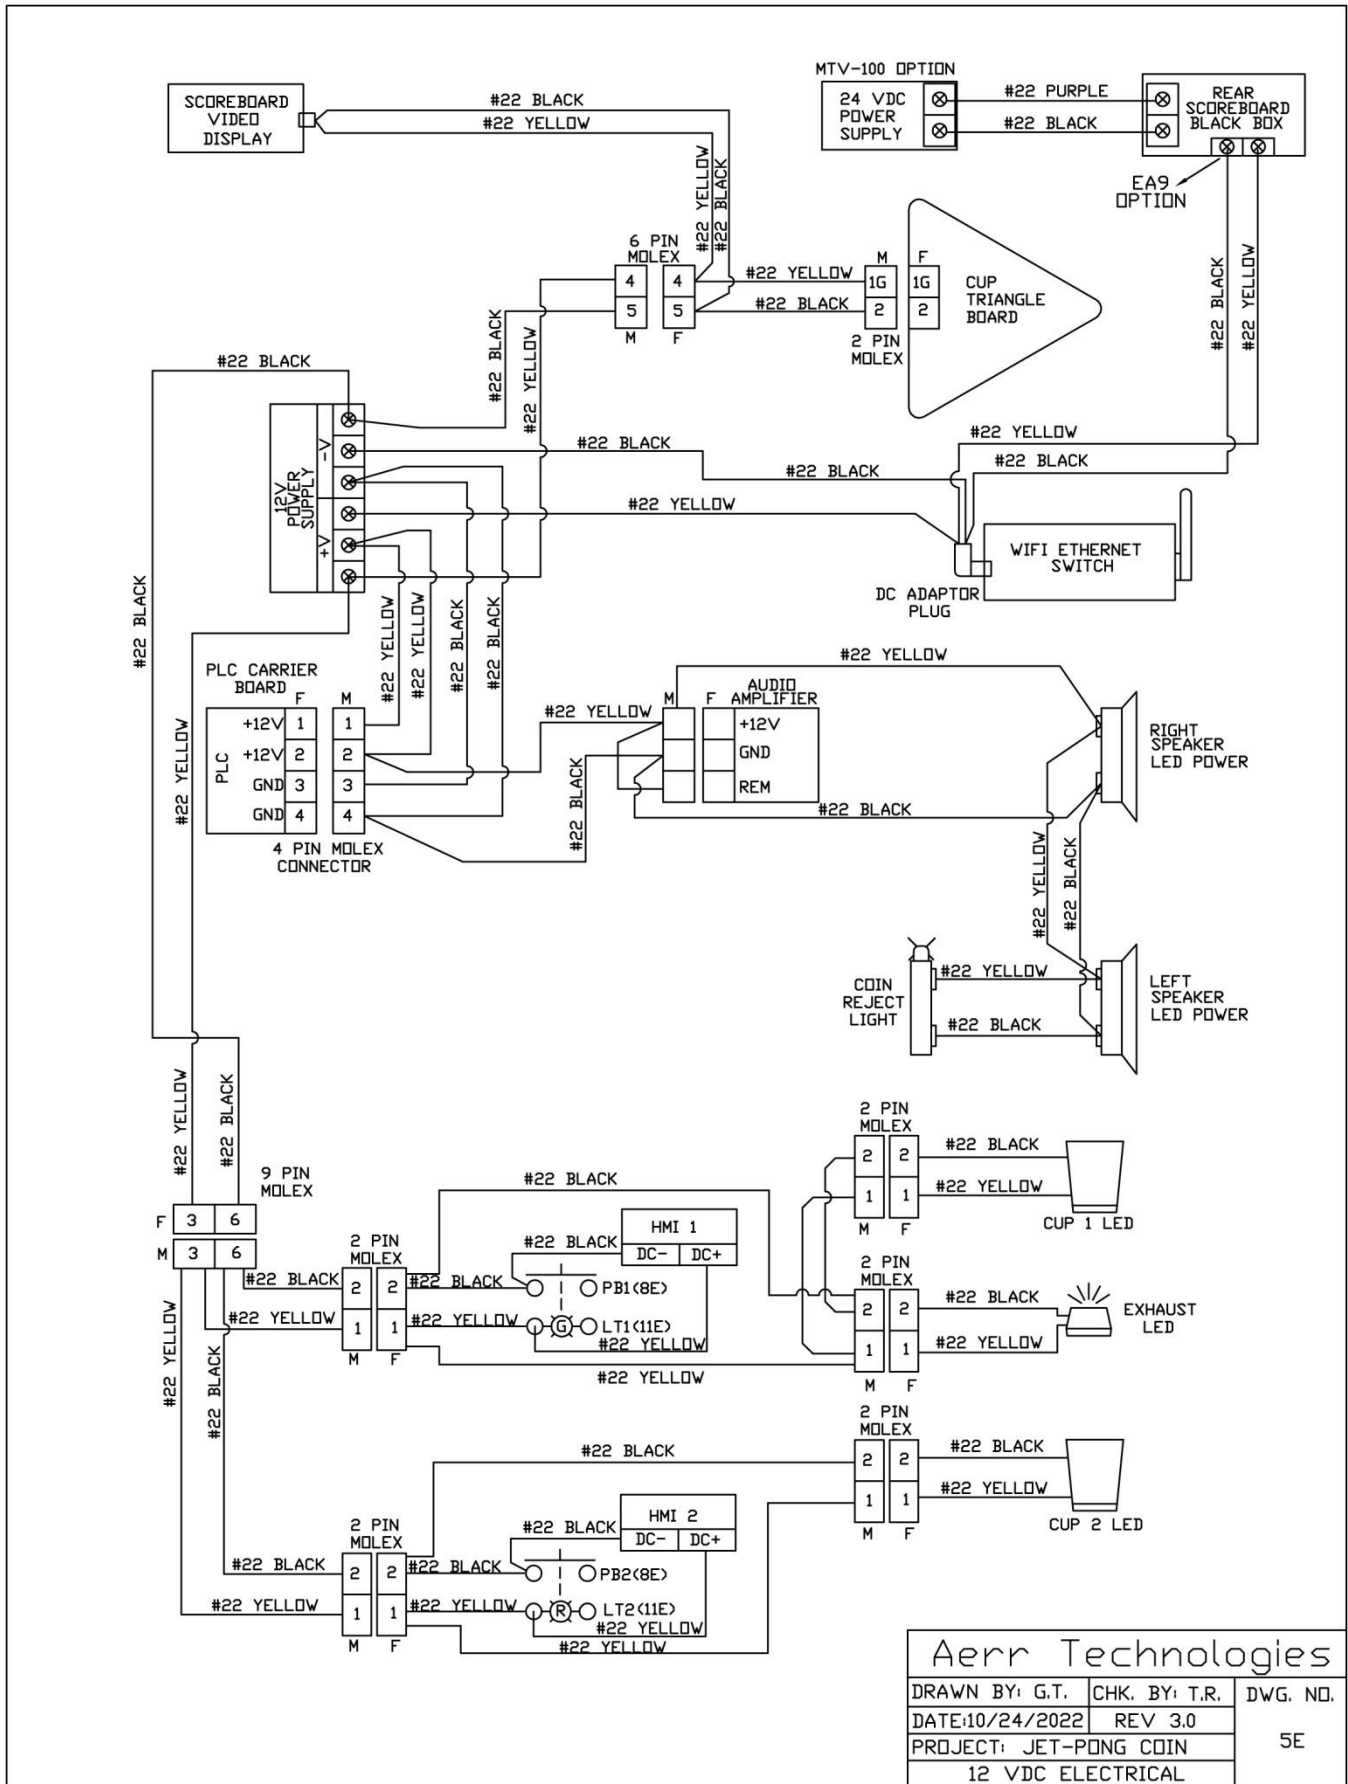 MTV-100 OPTION
SCOREBOARD
VIDEO
DISPLAY
#22 BLACK
#22 YELLOW
24 VDC
POWER
SUPPLY
#22 PURPLE
#22 BLACK
REAR
SCOREBOARD
BLACK BOX
EA9
OPTION
#22 YELLOW
#22 BLACK
6 PIN
MOLEX
4
5
M
4
5
F
#22 YELLOW
#22 BLACK
M
1G
2
F
1G
2
2 PIN
MOLEX
CUP
TRIANGLE
BOARD
#22 BLACK
#22 YELLOW
#22 BLACK
#22 BLACK
#22 YELLOW
12V
POWER
SUPPLY
-V
+V
#22 BLACK
#22 BLACK
#22 YELLOW
#22 YELLOW
#22 BLACK
WIFI ETHERNET
SWITCH
DC ADAPTOR
PLUG
#22 BLACK
#22 YELLOW
#22 YELLOW
#22 YELLOW
#22 BLACK
#22 BLACK
PLC CARRIER
BOARD
F
M
PLC
+12V
1
1
+12V
2
2
GND
3
3
GND
4
4
4 PIN MOLEX
CONNECTOR
#22 YELLOW
#22 BLACK
#22 YELLOW
M
F
AUDIO
AMPLIFIER
+12V
GND
REM
#22 BLACK
RIGHT
SPEAKER
LED POWER
#22 YELLOW
#22 BLACK
COIN
REJECT
LIGHT
#22 YELLOW
#22 BLACK
LEFT
SPEAKER
LED POWER
#22 YELLOW
#22 BLACK
9 PIN
MOLEX
F
3
6
M
3
6
#22 YELLOW
#22 BLACK
2 PIN
MOLEX
2
2
1
1
M
F
#22 BLACK
#22 YELLOW
CUP 1 LED
#22 BLACK
#22 BLACK
#22 YELLOW
2 PIN
MOLEX
2
2
1
1
M
F
#22 BLACK
#22 YELLOW
#22 BLACK
HMI 1
DC-
DC+
PB1(8E)
G
LT1(11E)
#22 YELLOW
#22 YELLOW
2 PIN
MOLEX
2
2
1
1
M
F
#22 BLACK
#22 YELLOW
EXHAUST
LED
2 PIN
MOLEX
2
2
1
1
M
F
#22 BLACK
#22 YELLOW
CUP 2 LED
#22 BLACK
#22 BLACK
#22 YELLOW
2 PIN
MOLEX
2
2
1
1
M
F
#22 BLACK
#22 YELLOW
#22 BLACK
HMI 2
DC-
DC+
PB2(8E)
R
LT2(11E)
#22 YELLOW
#22 YELLOW
Aerr Technologies
DRAWN BY: G.T.
CHK. BY: T.R.
DWG. NO.
DATE:10/24/2022
REV 3.0
5E
PROJECT: JET-PONG COIN
12 VDC ELECTRICAL